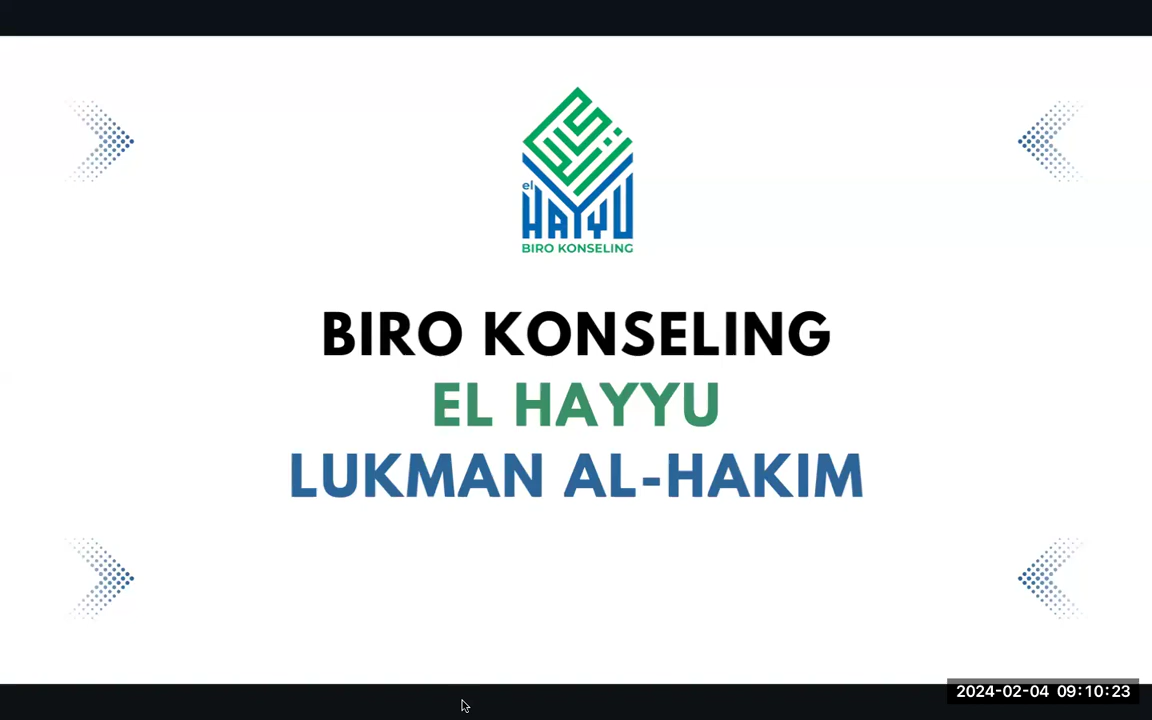 el
HAYYU
BIRO KONSELING
BIRO KONSELING
EL HAYYU
LUKMAN AL-HAKIM
2024-02-04 09:10:23